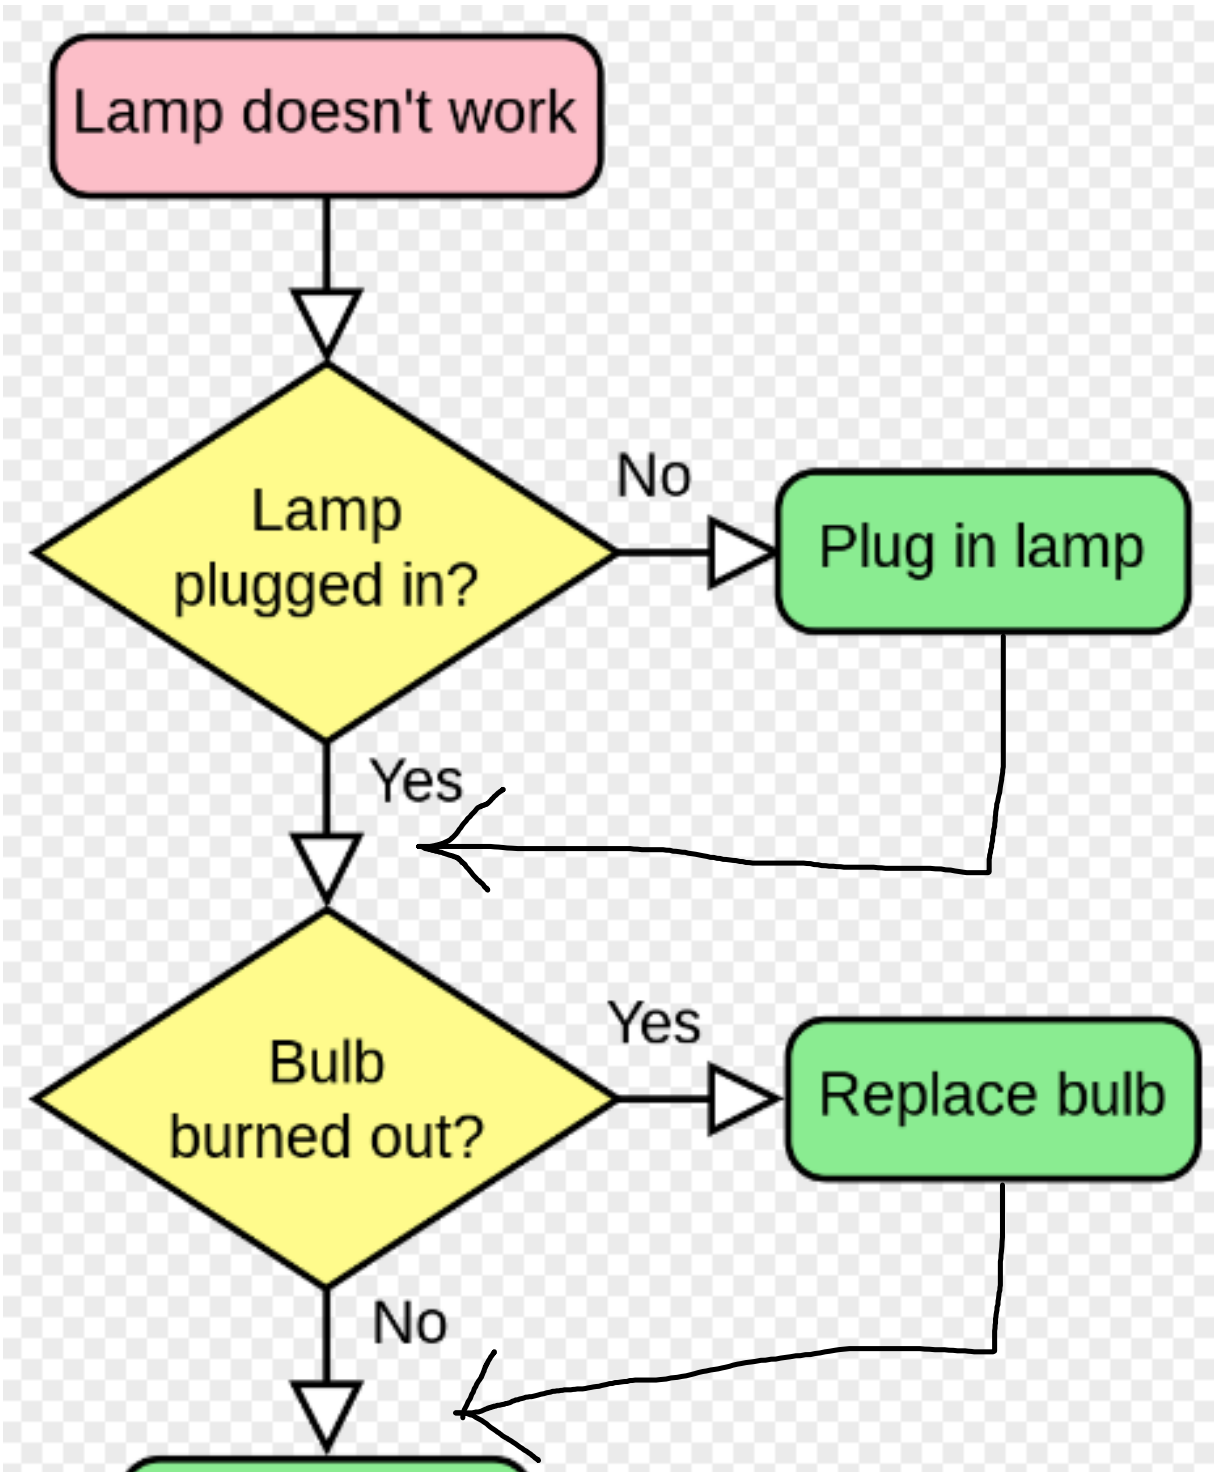 Lamp doesn't work
Lamp
plugged in?
No
Plug in lamp
Yes
Bulb
burned out?
Yes
Replace bulb
No